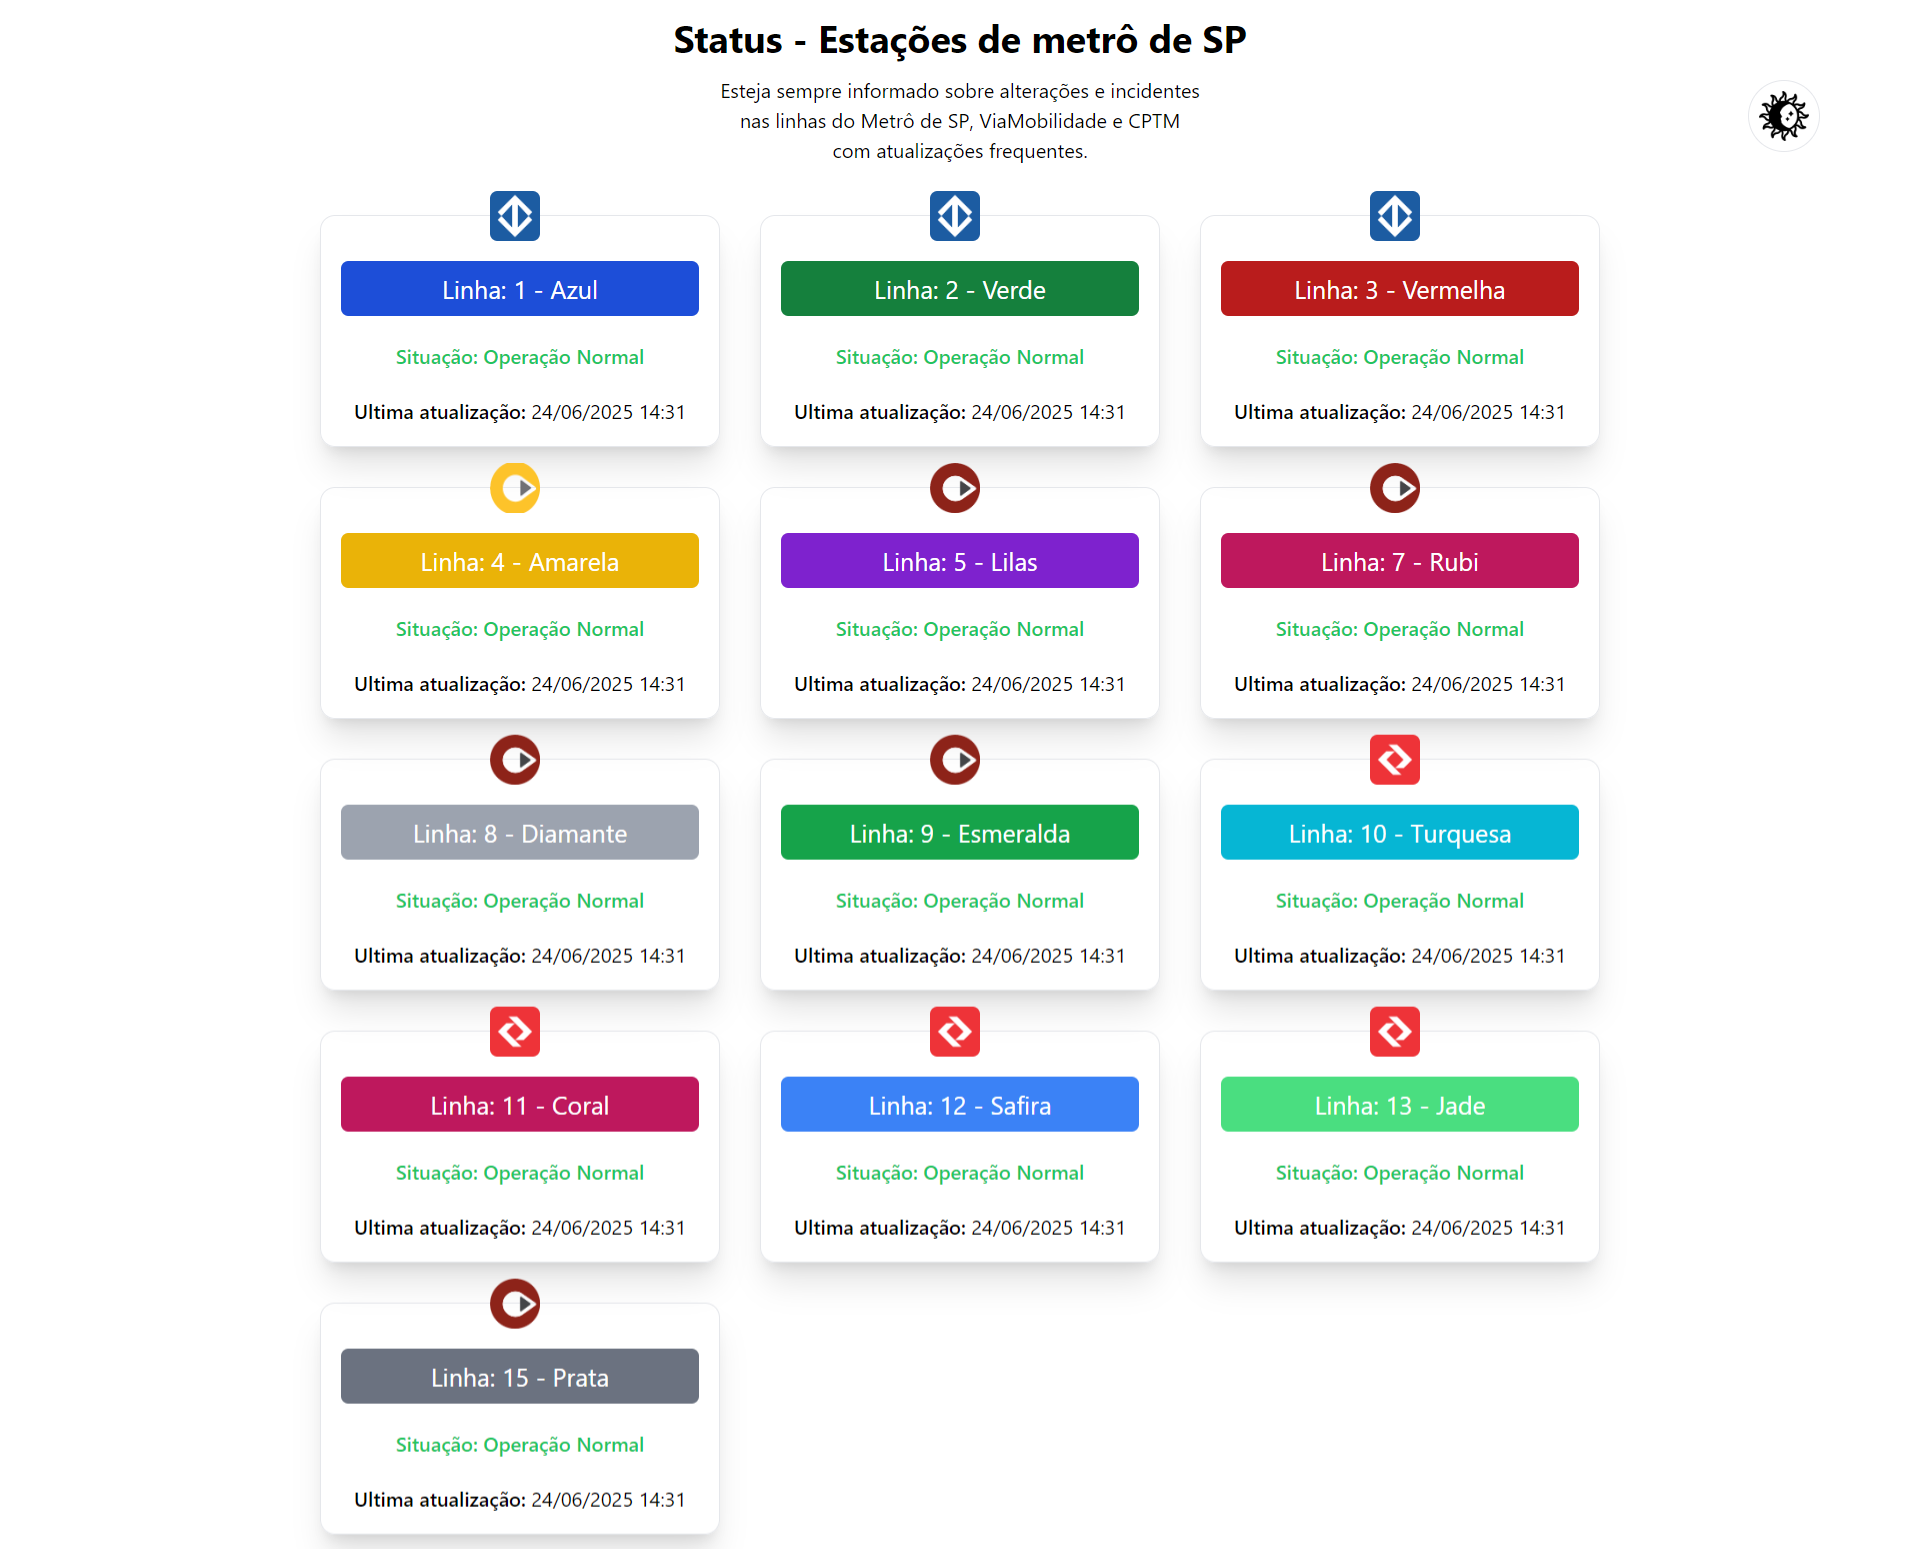 Status - Estações de metrô de SP
Esteja sempre informado sobre alterações e incidentes
nas linhas do Metrô de SP, ViaMobilidade e CPTM
com atualizações frequentes.
Linha: 1 - Azul
Situação: Operação Normal
Ultima atualização: 24/06/2025 14:31
Linha: 2 - Verde
Situação: Operação Normal
Ultima atualização: 24/06/2025 14:31
Linha: 3 - Vermelha
Situação: Operação Normal
Ultima atualização: 24/06/2025 14:31
Linha: 4 - Amarela
Situação: Operação Normal
Ultima atualização: 24/06/2025 14:31
Linha: 5 - Lilas
Situação: Operação Normal
Ultima atualização: 24/06/2025 14:31
Linha: 7 - Rubi
Situação: Operação Normal
Ultima atualização: 24/06/2025 14:31
Linha: 8 - Diamante
Situação: Operação Normal
Ultima atualização: 24/06/2025 14:31
Linha: 9 - Esmeralda
Situação: Operação Normal
Ultima atualização: 24/06/2025 14:31
Linha: 10 - Turquesa
Situação: Operação Normal
Ultima atualização: 24/06/2025 14:31
Linha: 11 - Coral
Situação: Operação Normal
Ultima atualização: 24/06/2025 14:31
Linha: 12 - Safira
Situação: Operação Normal
Ultima atualização: 24/06/2025 14:31
Linha: 13 - Jade
Situação: Operação Normal
Ultima atualização: 24/06/2025 14:31
Linha: 15 - Prata
Situação: Operação Normal
Ultima atualização: 24/06/2025 14:31